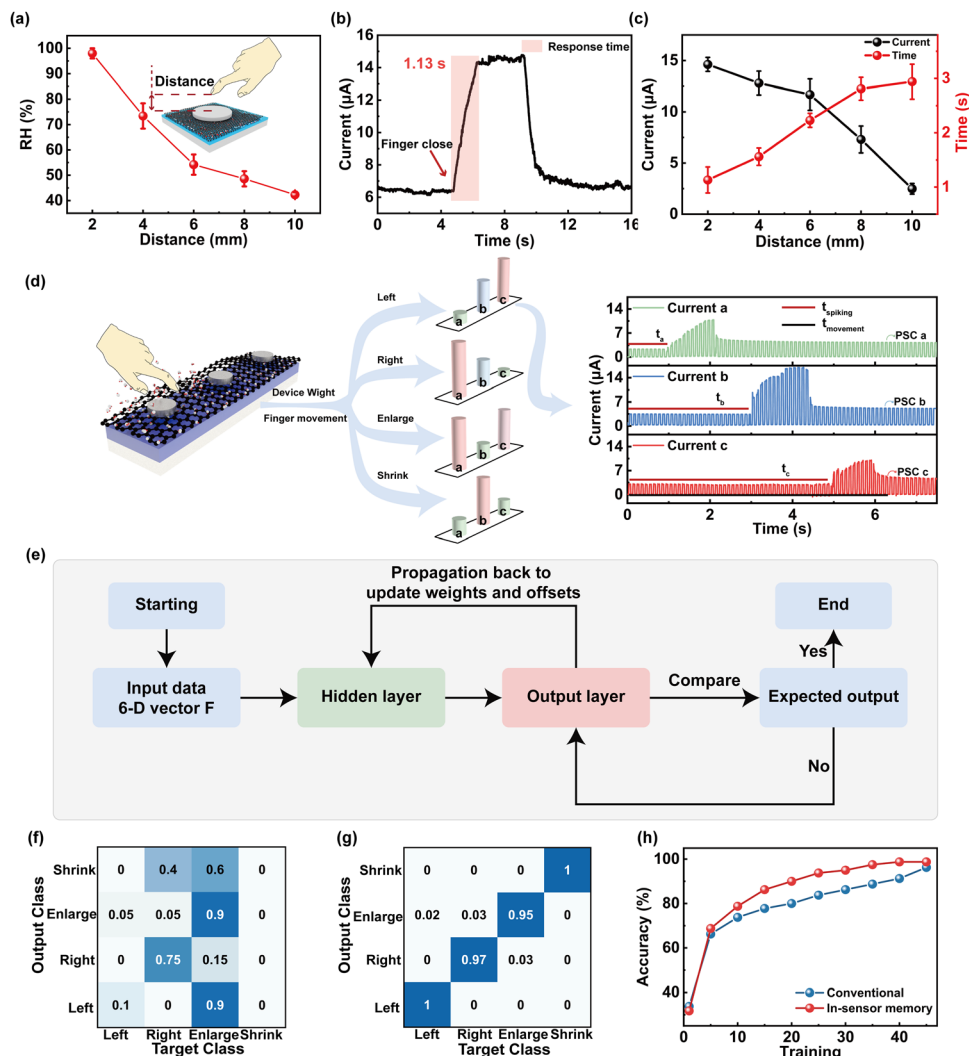 (a)
100
90
80
70
60
50
40
RH (%)
2 4 6 8 10
Distance (mm)
Distance
(b)
16
14
12
10
8
6
Current (μA)
0 4 8 12 16
Time (s)
Response time
1.13 s
Finger close
(c)
15
10
5
0
Current (μA)
2 4 6 8 10
Distance (mm)
3
2
1
Time (s)
Current
Time
(d)
Device Wight
Finger movement
Left
a b c
Right
a b c
Enlarge
a b c
Shrink
a b c
Current (μA)
14
7
0
Current a
t_spiking
t_movement
t_a
PSC a
14
7
0
Current b
t_b
PSC b
14
7
0
Current c
t_c
PSC c
0 2 4 6
Time (s)
(e)
Propagation back to
update weights and offsets
Starting
End
Yes
Input data
6-D vector F
Hidden layer
Output layer
Compare
Expected output
No
(f)
Output Class
Shrink 0 0.4 0.6 0
Enlarge 0.05 0.05 0.9 0
Right 0 0.75 0.15 0
Left 0.1 0 0.9 0
Left Right Enlarge Shrink
Target Class
(g)
Output Class
Shrink 0 0 0 1
Enlarge 0.02 0.03 0.95 0
Right 0 0.97 0.03 0
Left 1 0 0 0
Left Right Enlarge Shrink
Target Class
(h)
100
80
60
40
Accuracy (%)
0 10 20 30 40
Training
Conventional
In-sensor memory